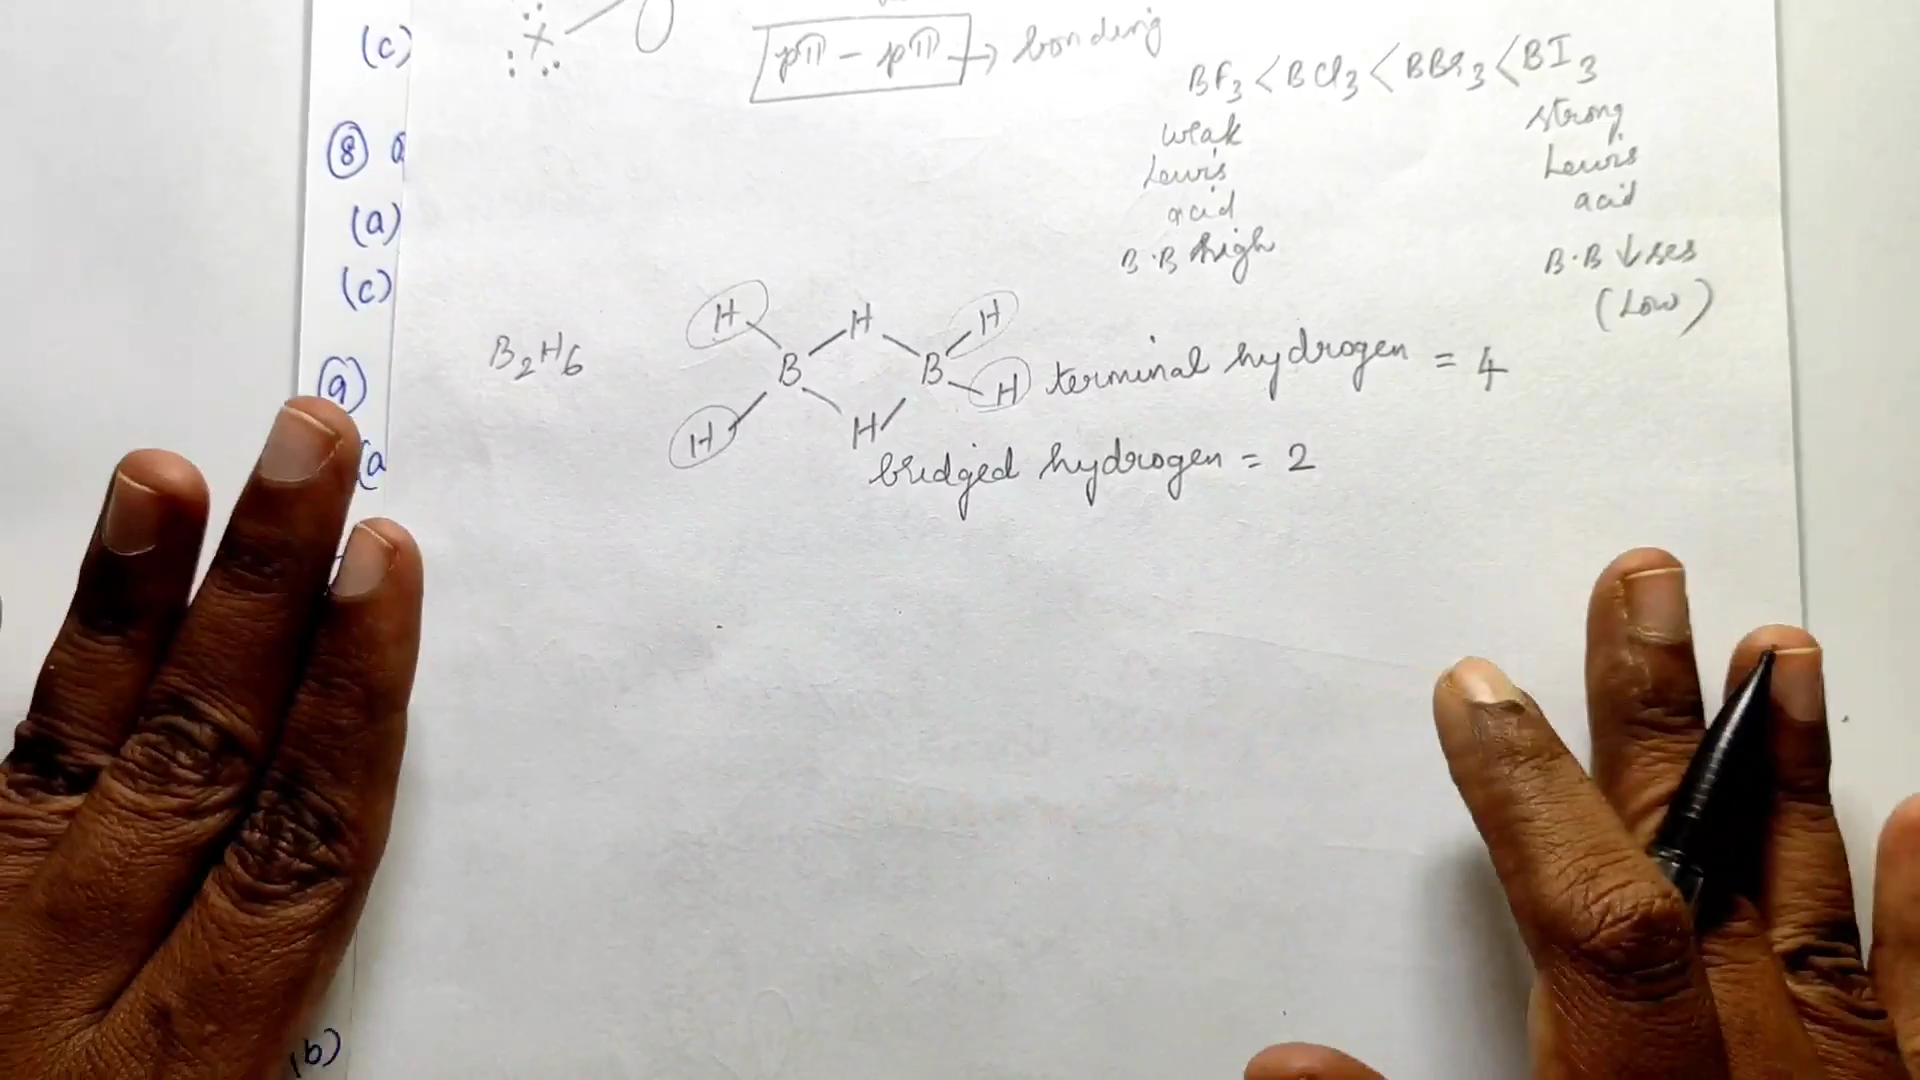 (c)
pπ - pπ → bonding
BF3 < BCl3 < BBr3 < BI3
weak
Lewis
acid
B.B high
strong
Lewis
acid
B.B ↓ses
(Low)
(8)
(a)
(c)
(9)
(a
(b)
B2H6
H H H
B B
H H H
terminal hydrogen = 4
bridged hydrogen = 2